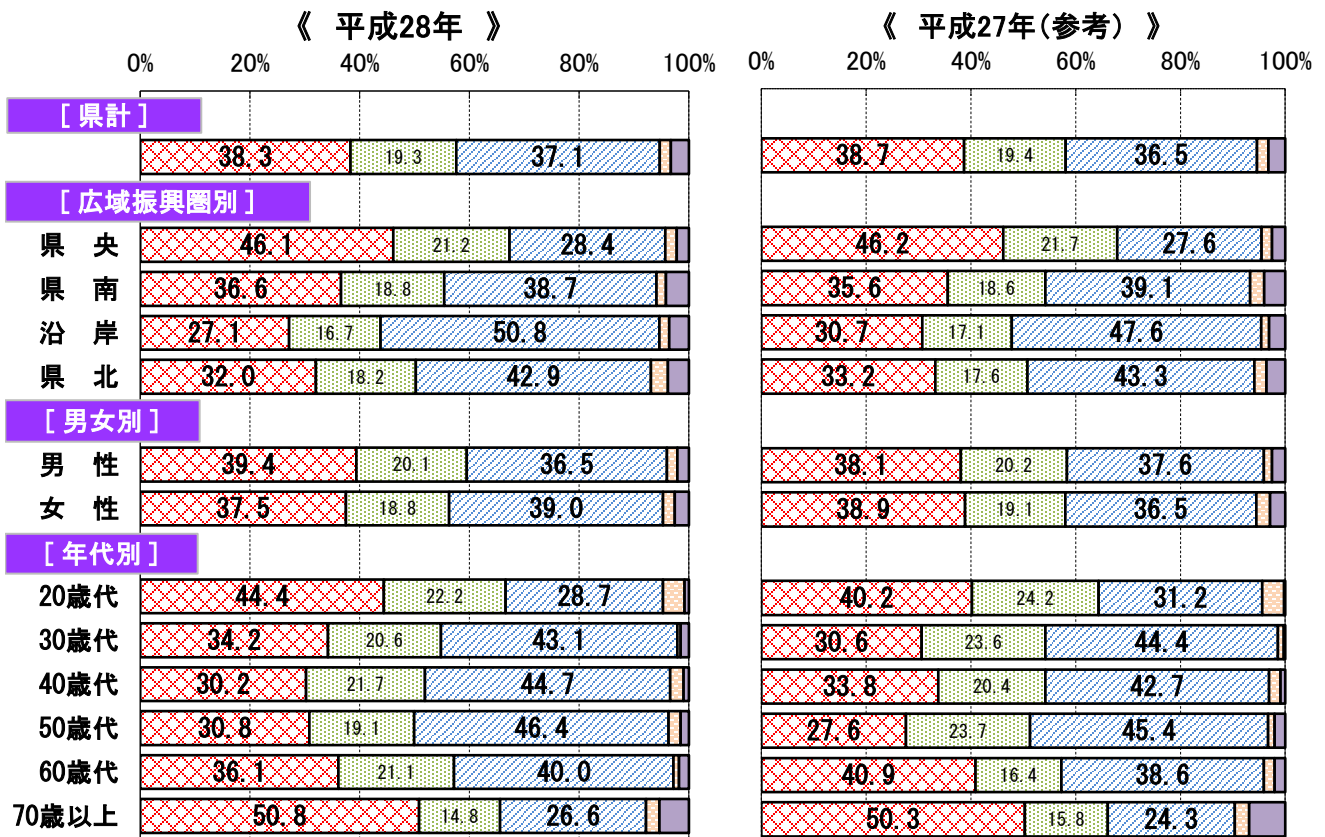 《 平成28年 》 《 平成27年(参考) 》
0% 20% 40% 60% 80% 100% 0% 20% 40% 60% 80% 100%
[ 県計 ]
38.3 19.3 37.1 38.7 19.4 36.5
[ 広域振興圏別 ]
県 央 46.1 21.2 28.4 46.2 21.7 27.6
県 南 36.6 18.8 38.7 35.6 18.6 39.1
沿 岸 27.1 16.7 50.8 30.7 17.1 47.6
県 北 32.0 18.2 42.9 33.2 17.6 43.3
[ 男女別 ]
男 性 39.4 20.1 36.5 38.1 20.2 37.6
女 性 37.5 18.8 39.0 38.9 19.1 36.5
[ 年代別 ]
20歳代 44.4 22.2 28.7 40.2 24.2 31.2
30歳代 34.2 20.6 43.1 30.6 23.6 44.4
40歳代 30.2 21.7 44.7 33.8 20.4 42.7
50歳代 30.8 19.1 46.4 27.6 23.7 45.4
60歳代 36.1 21.1 40.0 40.9 16.4 38.6
70歳以上 50.8 14.8 26.6 50.3 15.8 24.3